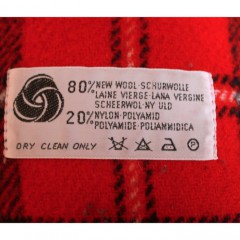 80% NEW WOOL·SCHURWOLLE
LAINE VIERGE·LANA VERGINE
SCHEERWOL·NY ULD
20% NYLON·POLYAMID
POLYAMIDE·POLIAMMIDICA
DRY CLEAN ONLY A P